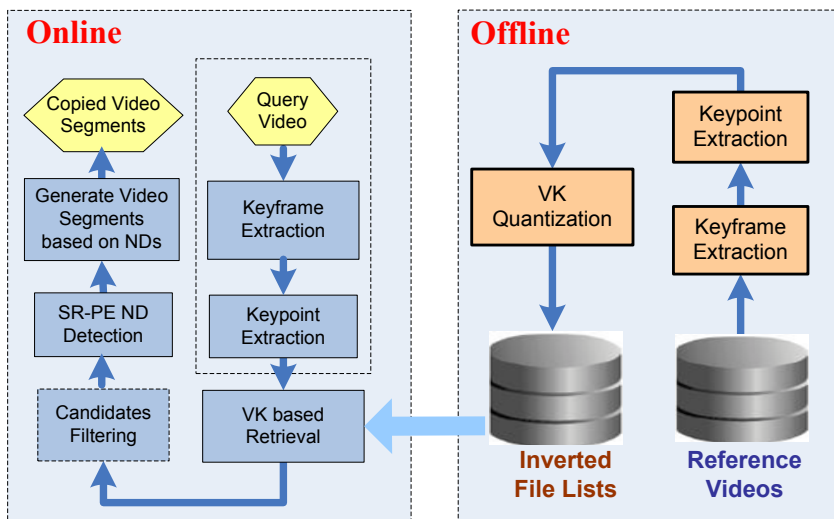 Online
Copied Video
Segments
Generate Video
Segments
based on NDs
SR-PE ND
Detection
Candidates
Filtering
Query
Video
Keyframe
Extraction
Keypoint
Extraction
VK based
Retrieval
Offline
VK
Quantization
Inverted
File Lists
Keypoint
Extraction
Keyframe
Extraction
Reference
Videos